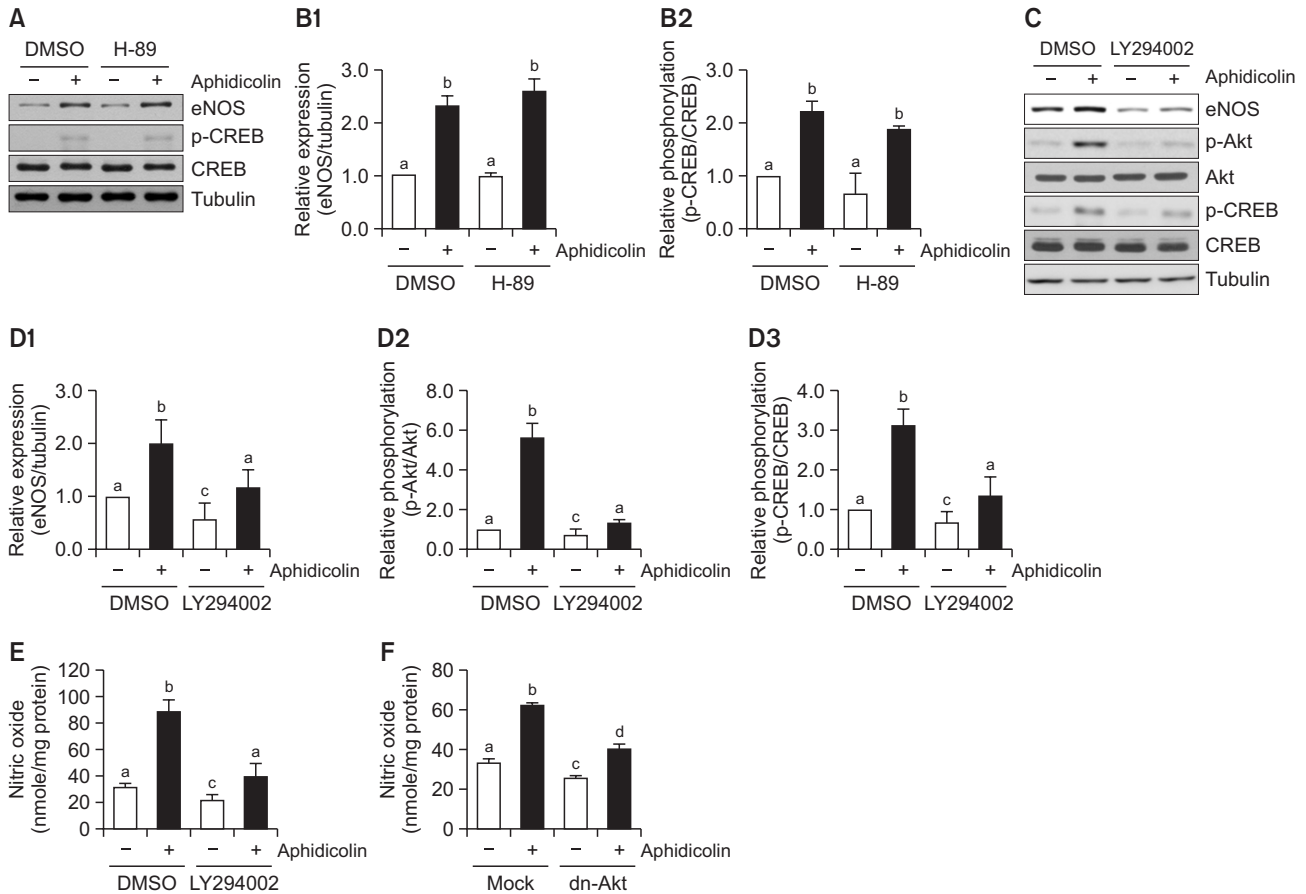 A
DMSO H-89
– + – + Aphidicolin
eNOS
p-CREB
CREB
Tubulin
B1
Relative expression
(eNOS/tubulin)
3.0
2.0
1.0
0.0
a b a b
– + – + Aphidicolin
DMSO H-89
B2
Relative phosphorylation
(p-CREB/CREB)
3.0
2.0
1.0
0.0
a b a b
– + – + Aphidicolin
DMSO H-89
C
DMSO LY294002
– + – + Aphidicolin
eNOS
p-Akt
Akt
p-CREB
CREB
Tubulin
D1
Relative expression
(eNOS/tubulin)
3.0
2.0
1.0
0.0
a b c a
– + – + Aphidicolin
DMSO LY294002
D2
Relative phosphorylation
(p-Akt/Akt)
8.0
6.0
4.0
2.0
0.0
a b c a
– + – + Aphidicolin
DMSO LY294002
D3
Relative phosphorylation
(p-CREB/CREB)
4.0
3.0
2.0
1.0
0.0
a b c a
– + – + Aphidicolin
DMSO LY294002
E
Nitric oxide
(nmole/mg protein)
120
100
80
60
40
20
0
a b c a
– + – + Aphidicolin
DMSO LY294002
F
Nitric oxide
(nmole/mg protein)
80
60
40
20
0
a b c d
– + – + Aphidicolin
Mock dn-Akt